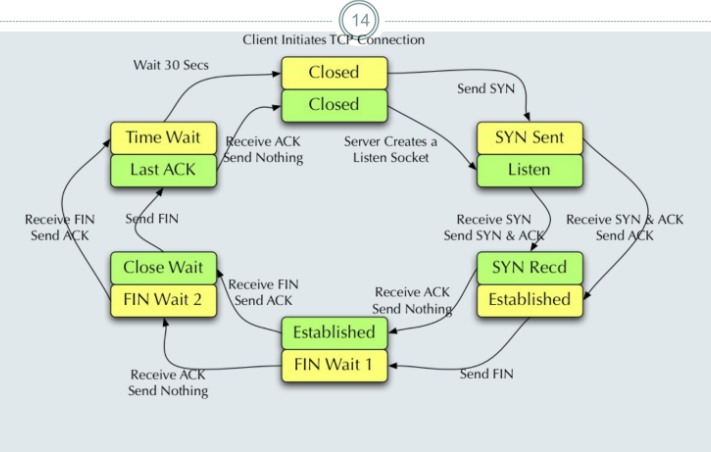 14
Client Initiates TCP Connection
Wait 30 Secs
Closed
Closed
Send SYN
Time Wait
Last ACK
Receive ACK
Send Nothing
Server Creates a
Listen Socket
SYN Sent
Listen
Receive FIN
Send ACK
Send FIN
Receive SYN
Send SYN & ACK
Receive SYN & ACK
Send ACK
Close Wait
FIN Wait 2
Receive FIN
Send ACK
Receive ACK
Send Nothing
SYN Recd
Established
Established
FIN Wait 1
Receive ACK
Send Nothing
Send FIN